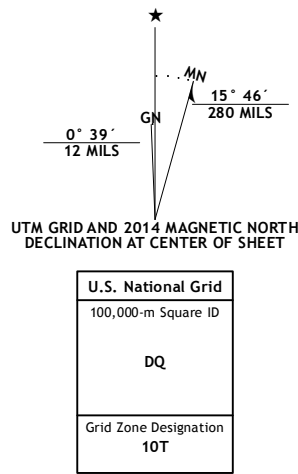 MN
15° 46´
280 MILS
GN
0° 39´
12 MILS
UTM GRID AND 2014 MAGNETIC NORTH
DECLINATION AT CENTER OF SHEET
U.S. National Grid
100,000-m Square ID
DQ
Grid Zone Designation
10T